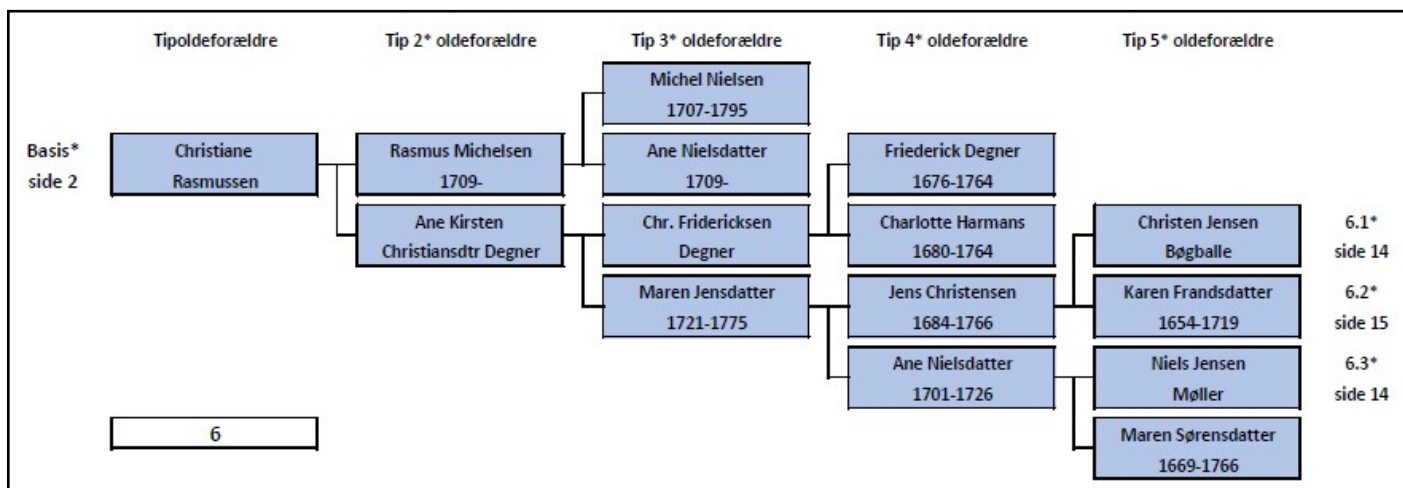 Tipoldeforældre
Tip 2* oldeforældre
Tip 3* oldeforældre
Tip 4* oldeforældre
Tip 5* oldeforældre
Basis*
side 2
Christiane
Rasmussen
Rasmus Michelsen
1709-
Ane Kirsten
Christiansdtr Degner
Michel Nielsen
1707-1795
Ane Nielsdatter
1709-
Chr. Fridericksen
Degner
Maren Jensdatter
1721-1775
Friederick Degner
1676-1764
Charlotte Harmans
1680-1764
Jens Christensen
1684-1766
Ane Nielsdatter
1701-1726
Christen Jensen
Bøgballe
Karen Frandsdatter
1654-1719
Niels Jensen
Møller
Maren Sørensdatter
1669-1766
6.1*
side 14
6.2*
side 15
6.3*
side 14
6